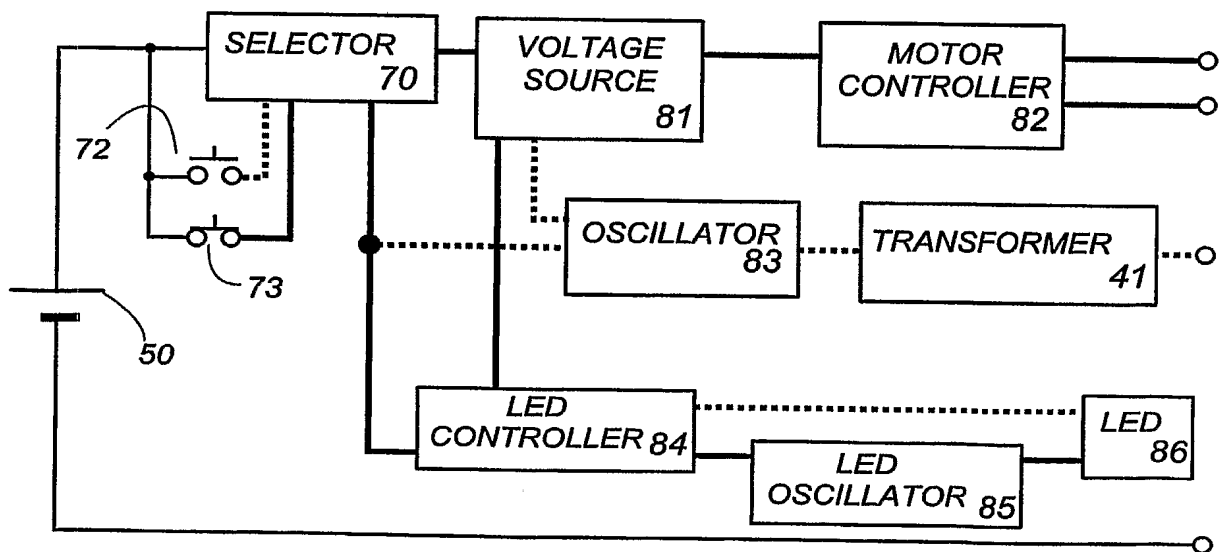 SELECTOR
70
VOLTAGE
SOURCE
81
MOTOR
CONTROLLER
82
72
73
50
OSCILLATOR
83
TRANSFORMER
41
LED
CONTROLLER 84
LED
OSCILLATOR 85
LED
86